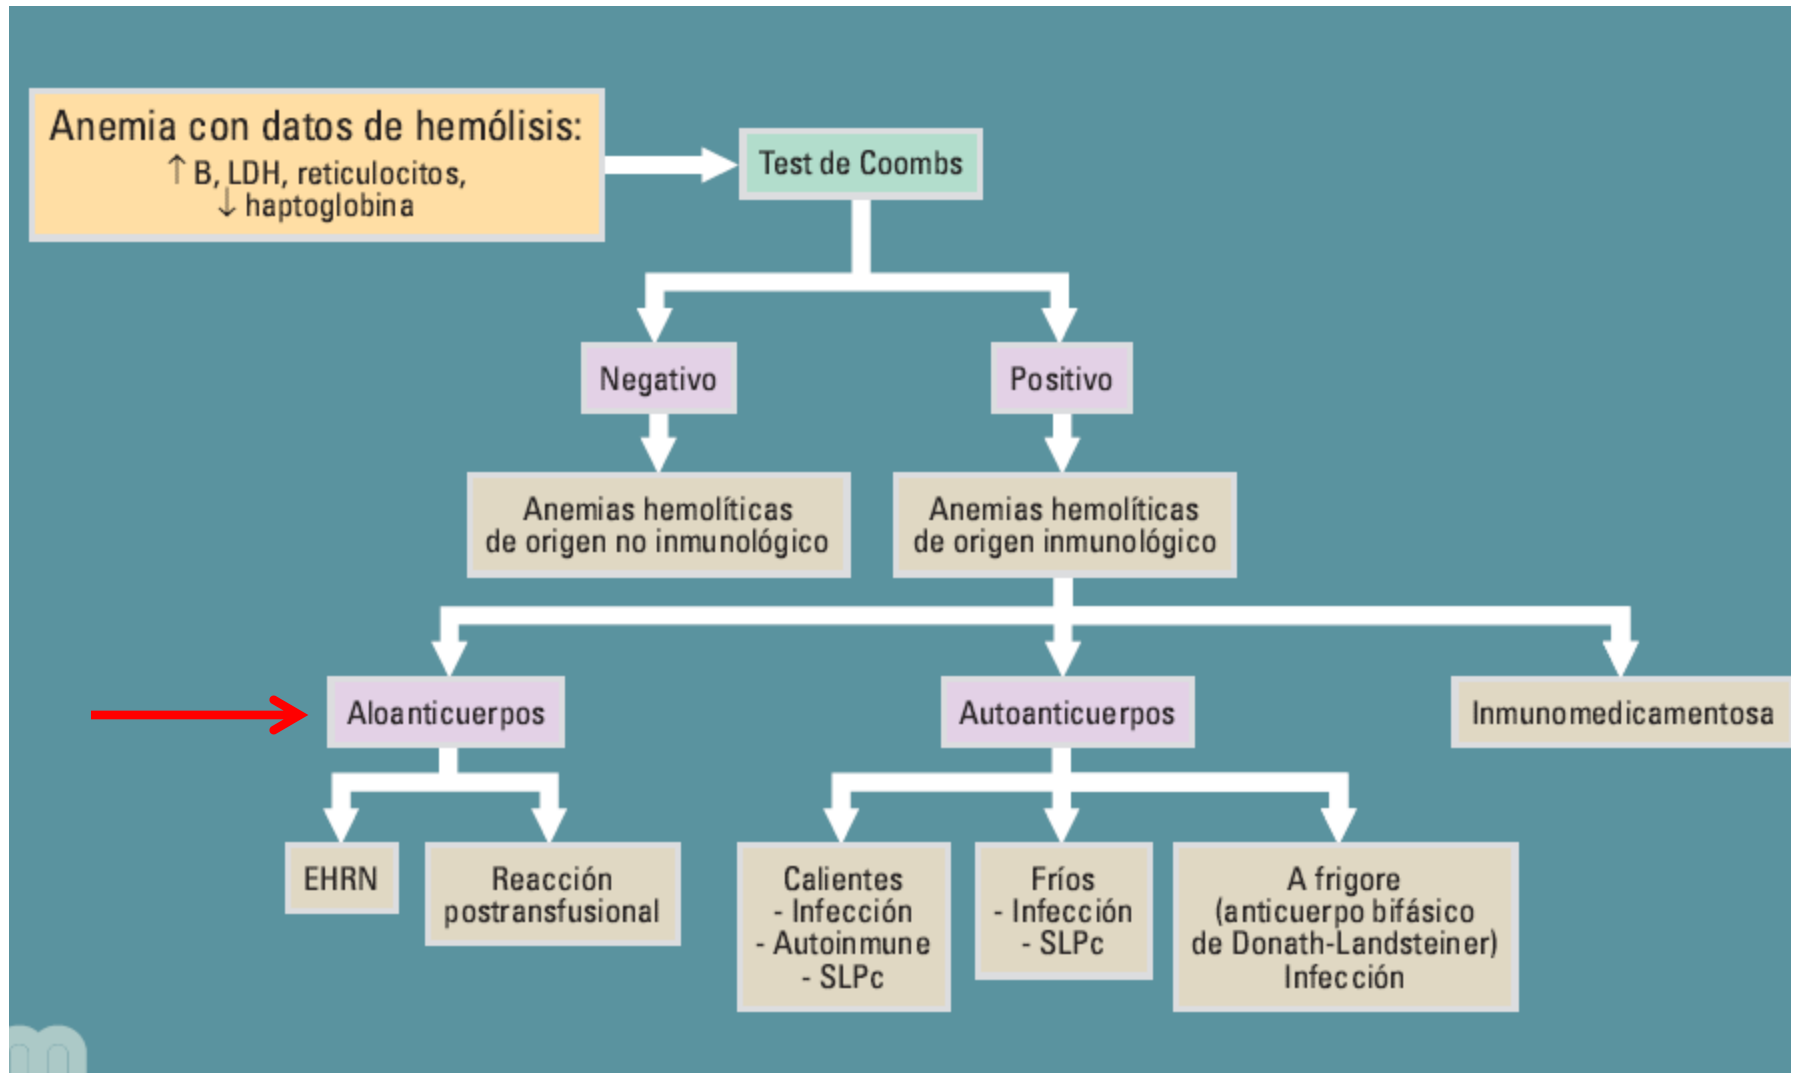 Anemia con datos de hemólisis:
↑ B, LDH, reticulocitos,
↓ haptoglobina
Test de Coombs
Negativo
Positivo
Anemias hemolíticas
de origen no inmunológico
Anemias hemolíticas
de origen inmunológico
Aloanticuerpos
Autoanticuerpos
Inmunomedicamentosa
EHRN
Reacción
postransfusional
Calientes
- Infección
- Autoinmune
- SLPc
Fríos
- Infección
- SLPc
A frigore
(anticuerpo bifásico
de Donath-Landsteiner)
Infección